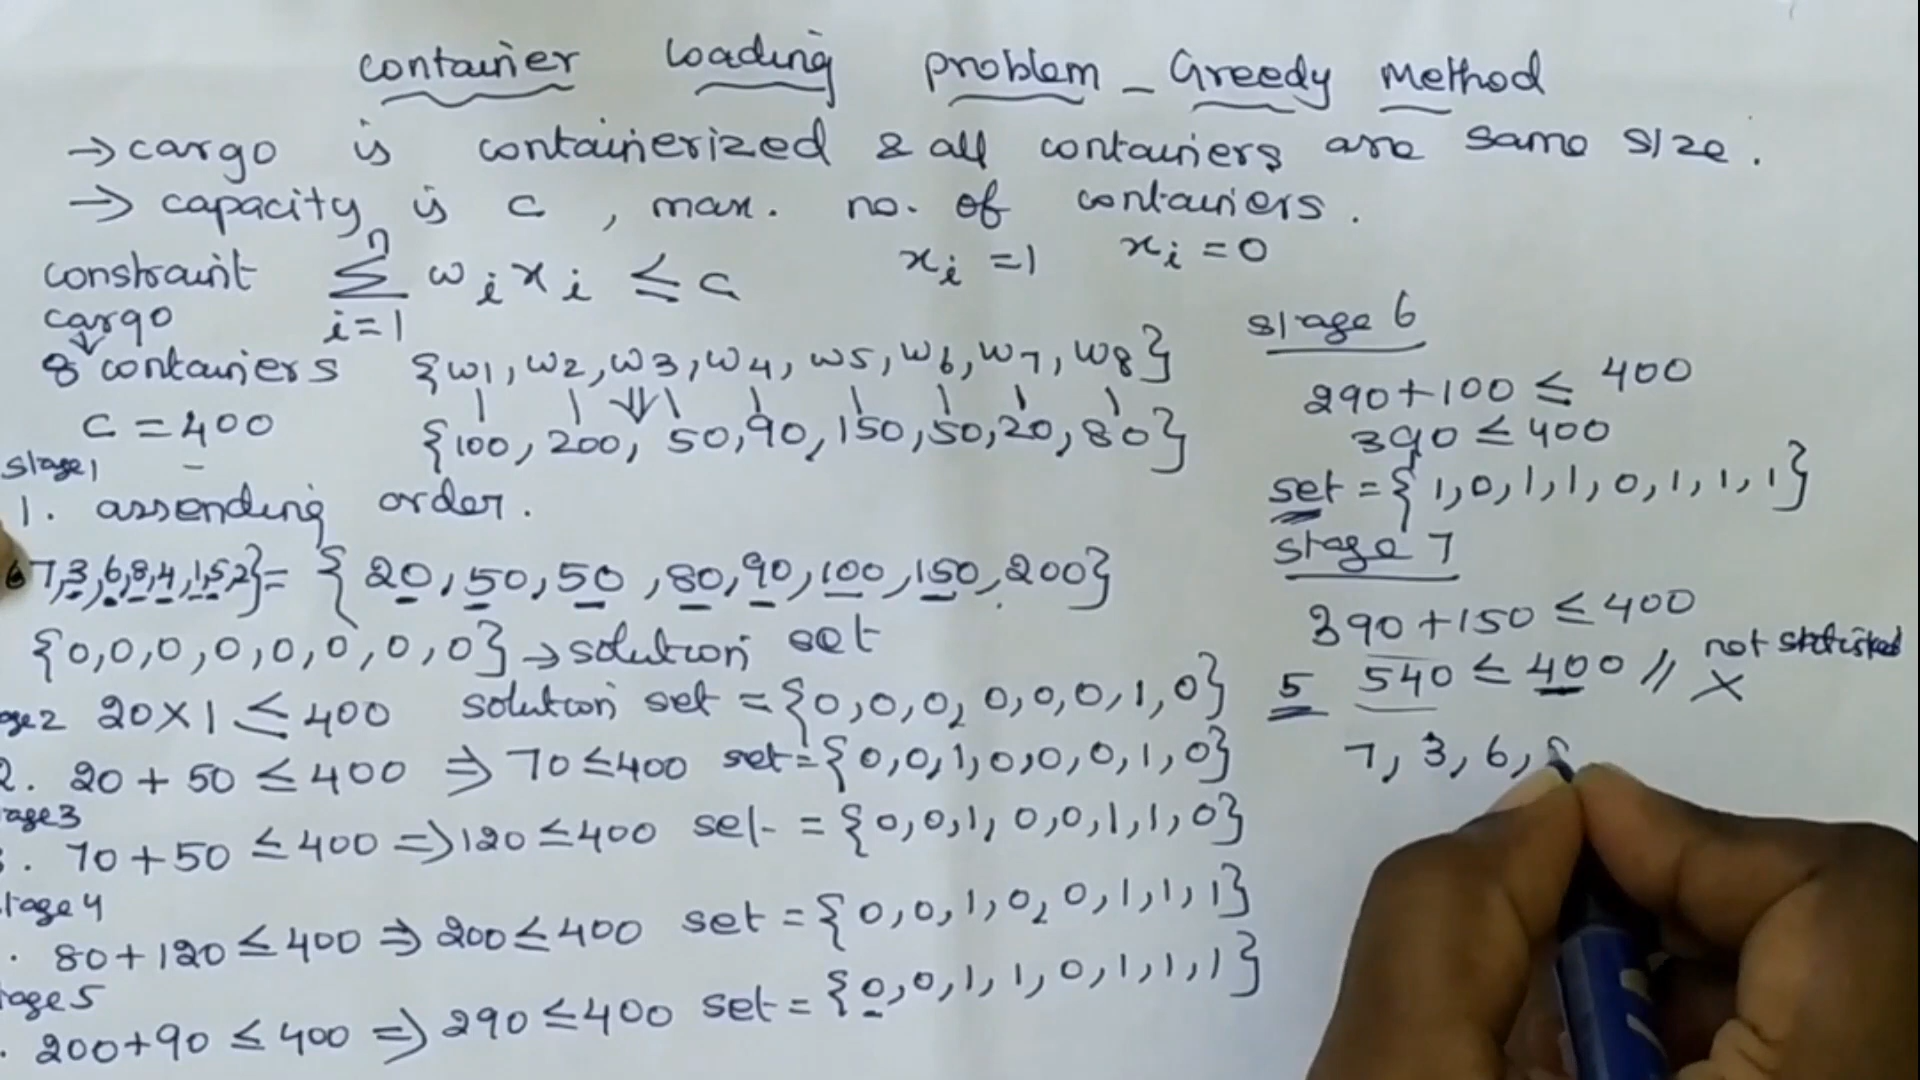 container loading problem - Greedy Method
→ cargo is containerized & all containers are same size.
→ capacity is c, max. no. of containers.
constraint n∑i=1 wi xi ≤ c xi = 1 xi = 0
cargo
8 containers {w1, w2, w3, w4, w5, w6, w7, w8}
c = 400 {100, 200, 50, 90, 150, 50, 20, 80}
stage 1
1. assending order.
7,3,6,8,4,1,5,2} = {20, 50, 50, 80, 90, 100, 150, 200}
{0,0,0,0,0,0,0,0} → solution set
age2 20 x 1 ≤ 400 solution set = {0,0,0,0,0,0,1,0}
2. 20 + 50 ≤ 400 ⇒ 70 ≤ 400 set = {0,0,1,0,0,0,1,0}
age3
. 70 + 50 ≤ 400 ⇒ 120 ≤ 400 set = {0,0,1,0,0,1,1,0}
tage 4
. 80 + 120 ≤ 400 ⇒ 200 ≤ 400 set = {0,0,1,0,0,1,1,1}
tage 5
. 200 + 90 ≤ 400 ⇒ 290 ≤ 400 set = {0,0,1,1,0,1,1,1}
stage 6
290 + 100 ≤ 400
390 ≤ 400
set = {1,0,1,1,0,1,1,1}
stage 7
390 + 150 ≤ 400
5 540 ≤ 400 // not X
7, 3, 6,